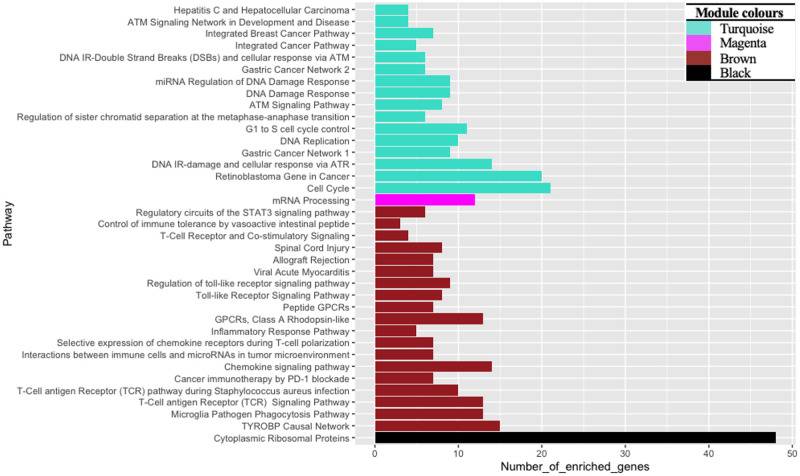 Hepatitis C and Hepatocellular Carcinoma
ATM Signaling Network in Development and Disease
Integrated Breast Cancer Pathway
Integrated Cancer Pathway
DNA IR-Double Strand Breaks (DSBs) and cellular response via ATM
Gastric Cancer Network 2
miRNA Regulation of DNA Damage Response
DNA Damage Response
ATM Signaling Pathway
Regulation of sister chromatid separation at the metaphase-anaphase transition
G1 to S cell cycle control
DNA Replication
Gastric Cancer Network 1
DNA IR-damage and cellular response via ATR
Retinoblastoma Gene in Cancer
Cell Cycle
mRNA Processing
Regulatory circuits of the STAT3 signaling pathway
Control of immune tolerance by vasoactive intestinal peptide
T-Cell Receptor and Co-stimulatory Signaling
Spinal Cord Injury
Allograft Rejection
Viral Acute Myocarditis
Regulation of toll-like receptor signaling pathway
Toll-like Receptor Signaling Pathway
Peptide GPCRs
GPCRs, Class A Rhodopsin-like
Inflammatory Response Pathway
Selective expression of chemokine receptors during T-cell polarization
Interactions between immune cells and microRNAs in tumor microenvironment
Chemokine signaling pathway
Cancer immunotherapy by PD-1 blockade
T-Cell antigen Receptor (TCR) pathway during Staphylococcus aureus infection
T-Cell antigen Receptor (TCR) Signaling Pathway
Microglia Pathogen Phagocytosis Pathway
TYROBP Causal Network
Cytoplasmic Ribosomal Proteins
Pathway
0 10 20 30 40 50
Number_of_enriched_genes
Module colours
Turquoise
Magenta
Brown
Black